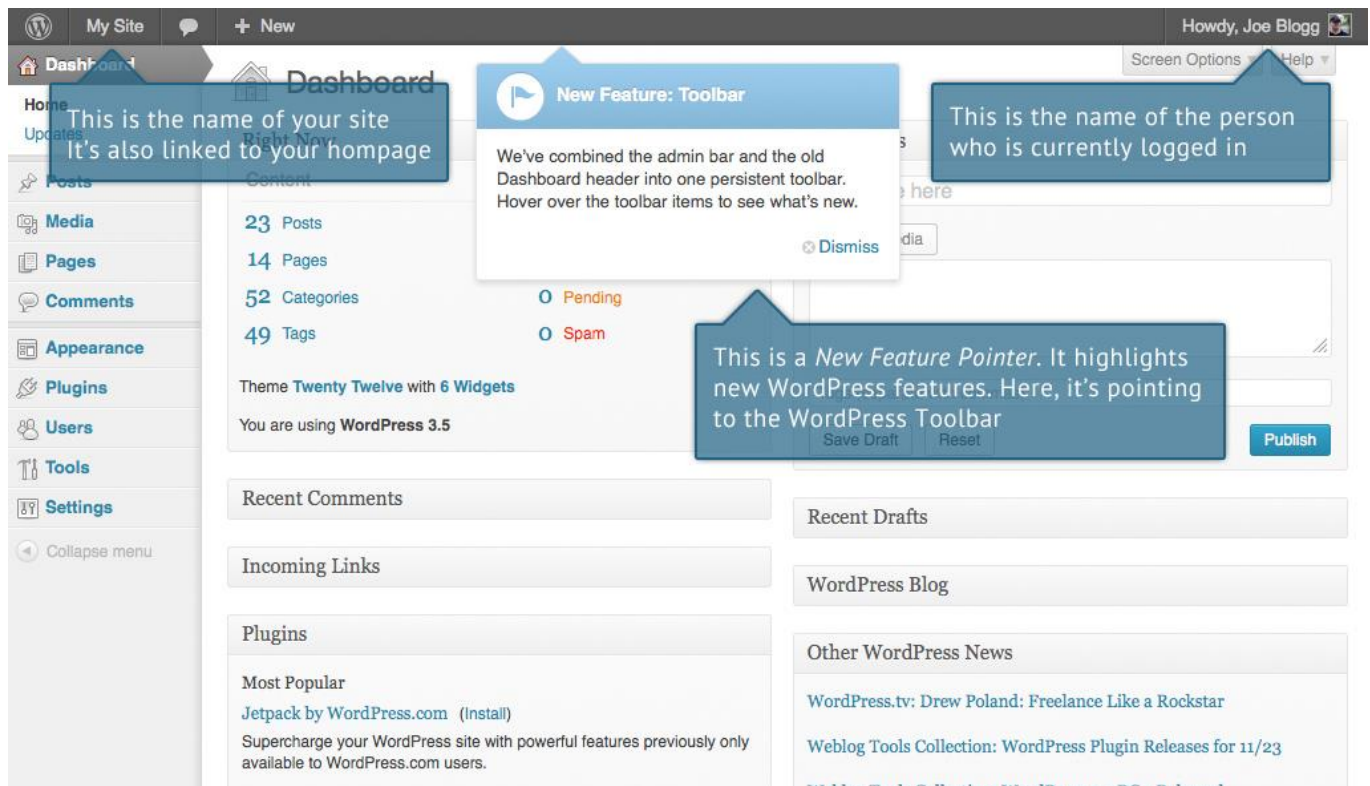 My Site
+ New
Howdy, Joe Blogg
Dashboard
Screen Options
Help
Home
Updates
This is the name of your site
It's also linked to your hompage
Dashboard
New Feature: Toolbar
We've combined the admin bar and the old
Dashboard header into one persistent toolbar.
Hover over the toolbar items to see what's new.
Dismiss
This is the name of the person
who is currently logged in
Right Now
Content
here
Posts
Media
Pages
Comments
Appearance
Plugins
Users
Tools
Settings
Collapse menu
23 Posts
14 Pages
52 Categories
0 Pending
49 Tags
0 Spam
Theme Twenty Twelve with 6 Widgets
You are using WordPress 3.5
This is a New Feature Pointer. It highlights
new WordPress features. Here, it's pointing
to the WordPress Toolbar
Save Draft
Reset
Publish
Recent Comments
Incoming Links
Plugins
Most Popular
Jetpack by WordPress.com (Install)
Supercharge your WordPress site with powerful features previously only
available to WordPress.com users.
Recent Drafts
WordPress Blog
Other WordPress News
WordPress.tv: Drew Poland: Freelance Like a Rockstar
Weblog Tools Collection: WordPress Plugin Releases for 11/23